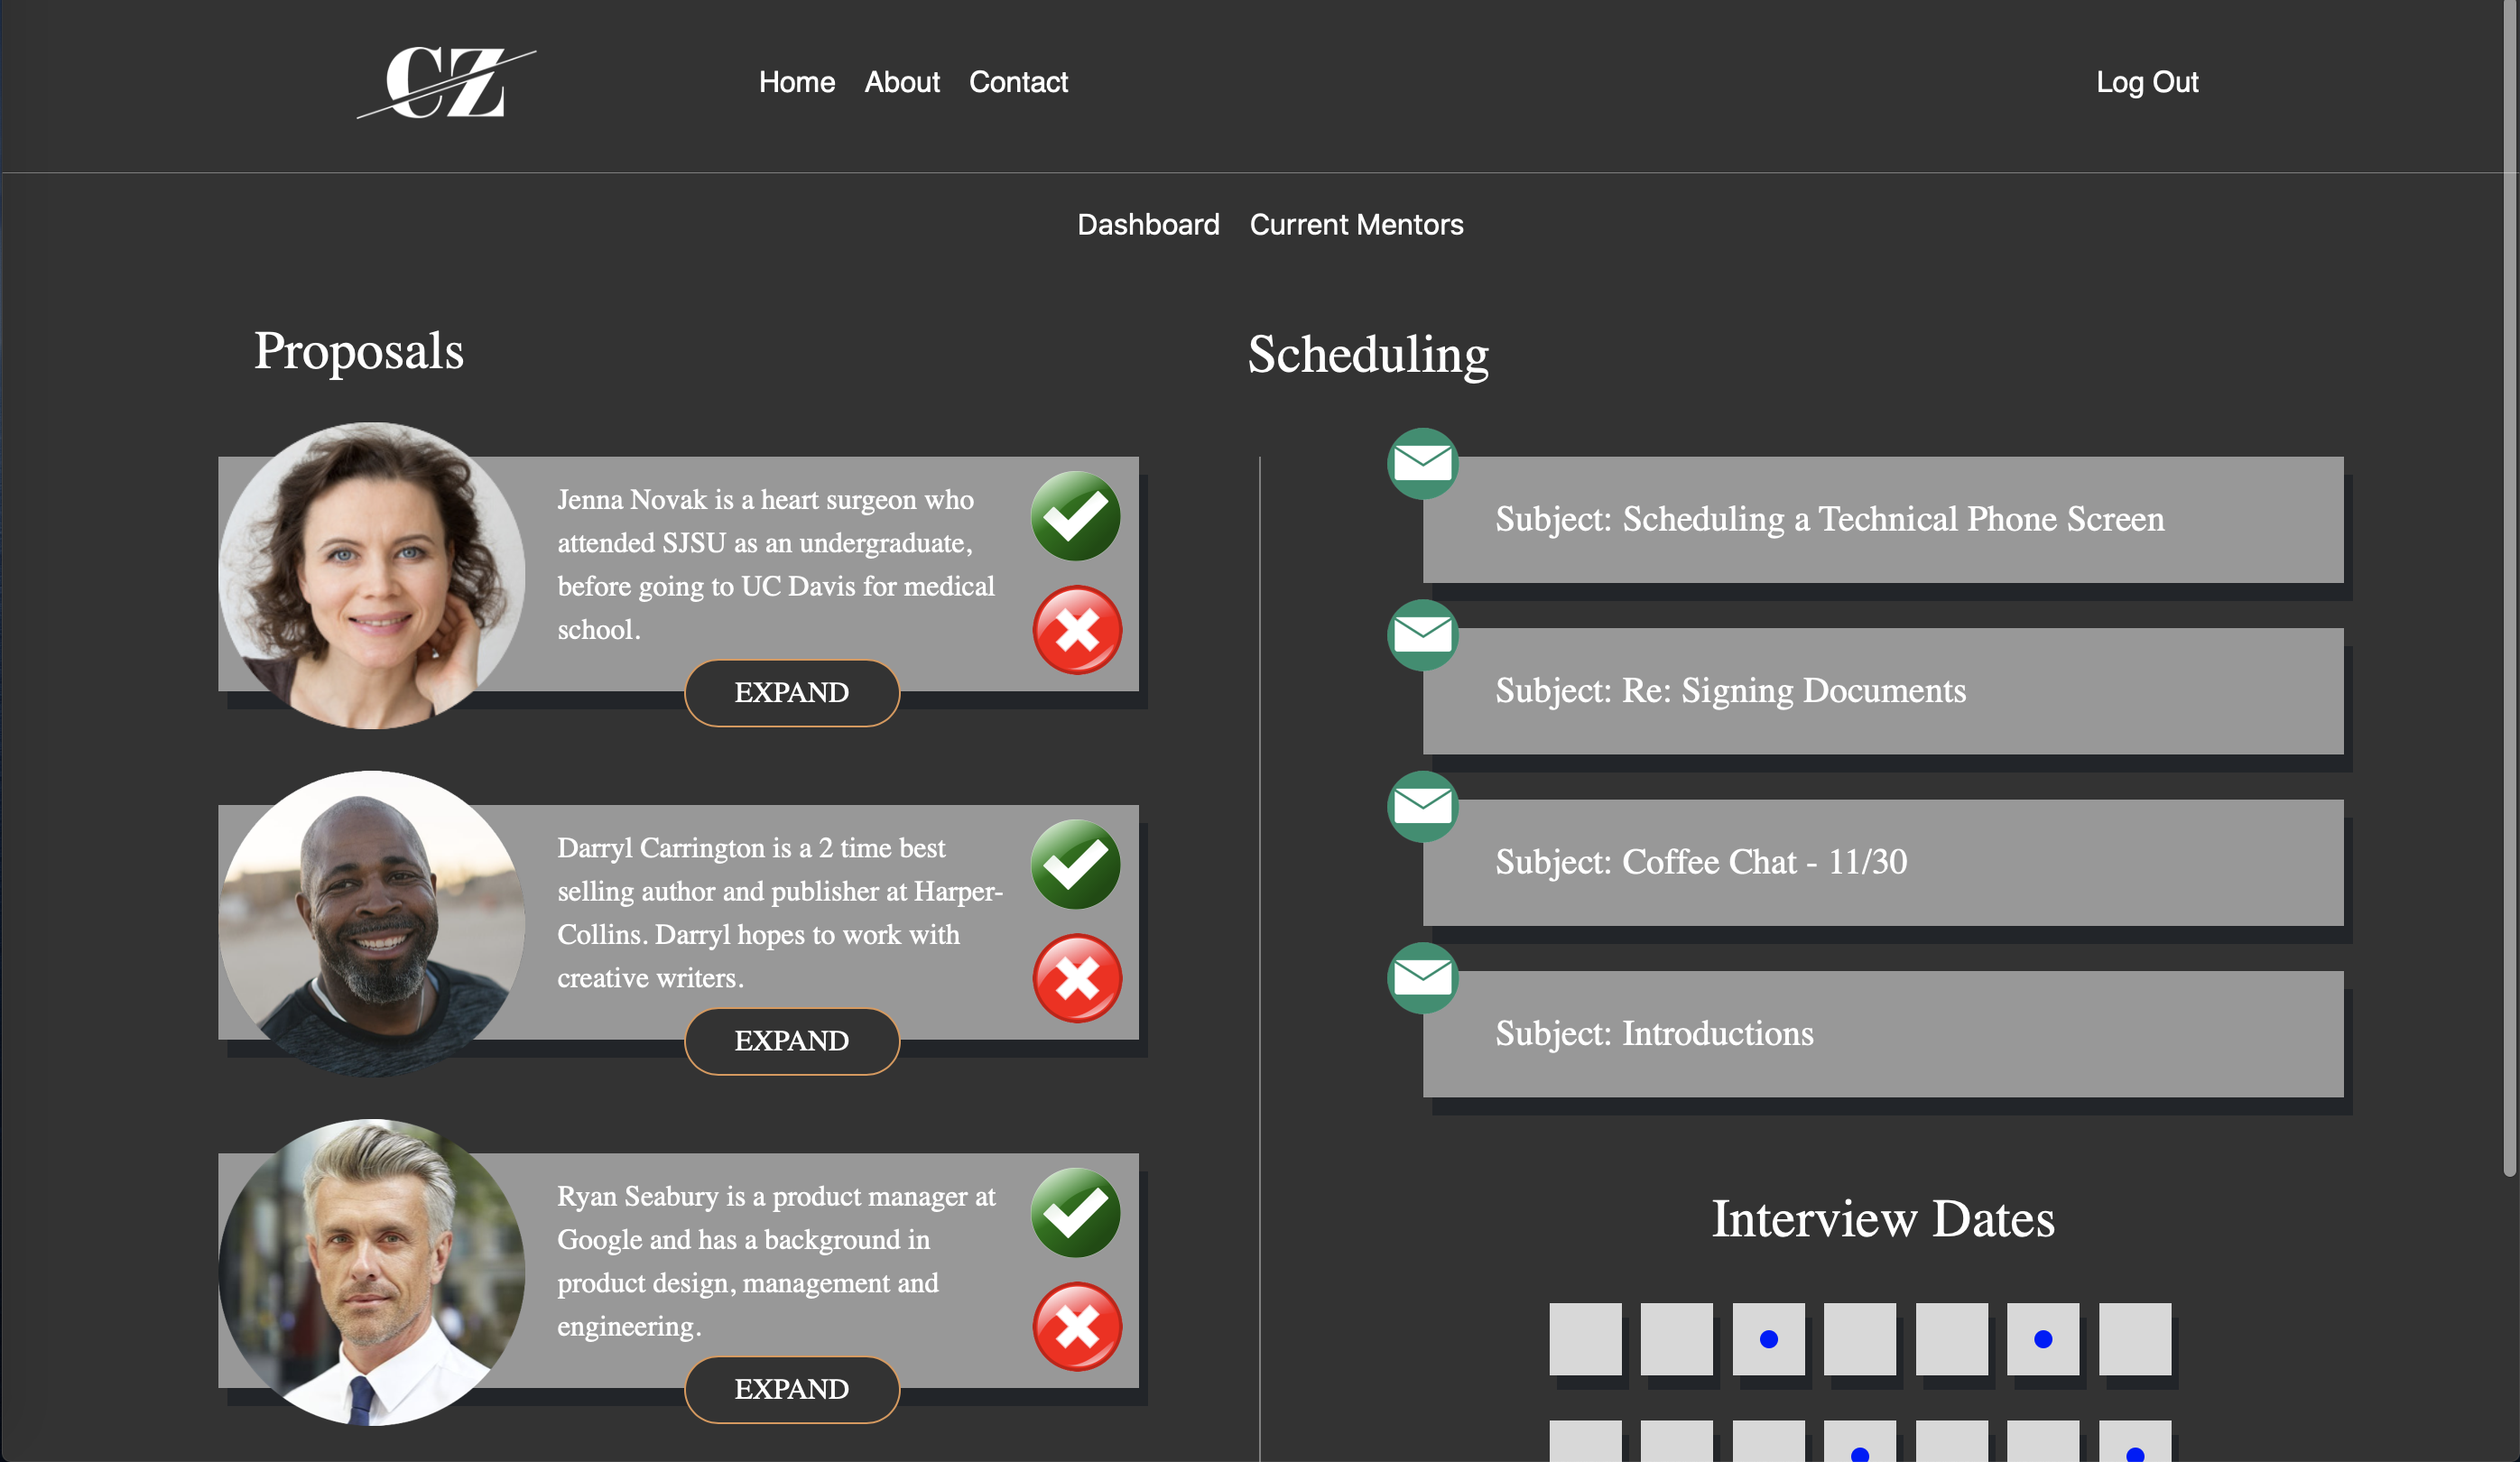 CZ
Home About Contact
Log Out
Dashboard Current Mentors
Proposals
Jenna Novak is a heart surgeon who
attended SJSU as an undergraduate,
before going to UC Davis for medical
school.
EXPAND
Darryl Carrington is a 2 time best
selling author and publisher at Harper-
Collins. Darryl hopes to work with
creative writers.
EXPAND
Ryan Seabury is a product manager at
Google and has a background in
product design, management and
engineering.
EXPAND
Scheduling
Subject: Scheduling a Technical Phone Screen
Subject: Re: Signing Documents
Subject: Coffee Chat - 11/30
Subject: Introductions
Interview Dates